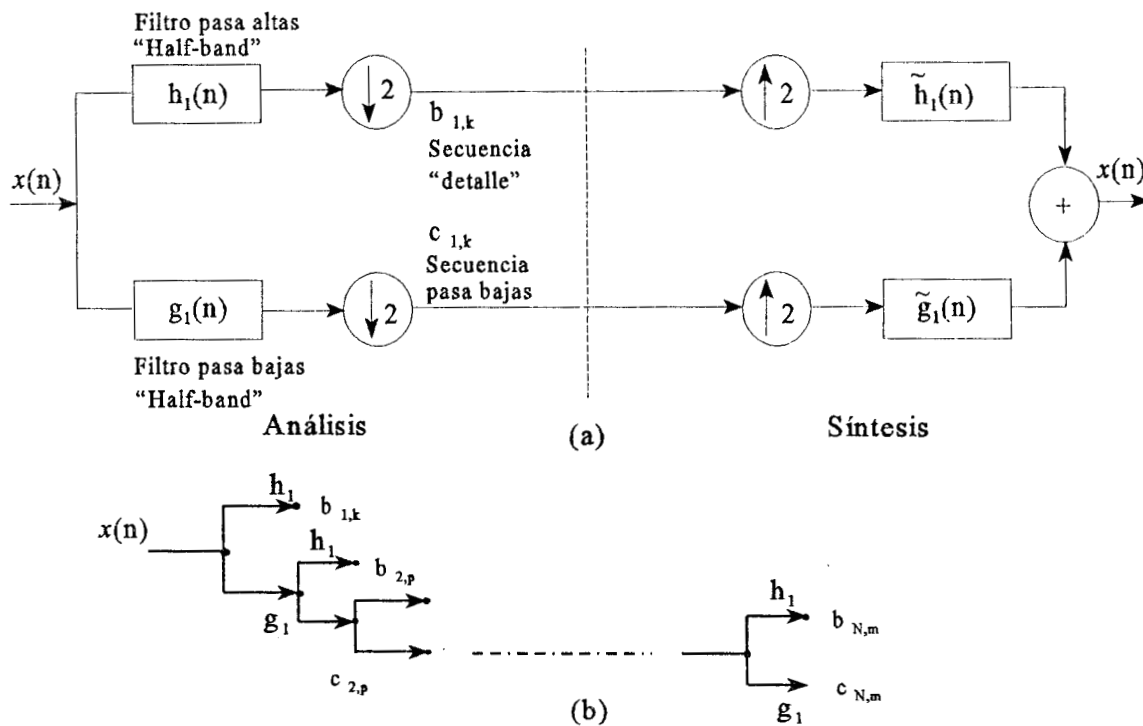 Filtro pasa altas
“Half-band”
h₁(n)
2
b ₁,ₖ
Secuencia
“detalle”
2
h̃₁(n)
x(n)
x(n)
+
c ₁,ₖ
Secuencia
pasa bajas
g₁(n)
2
2
g̃₁(n)
Filtro pasa bajas
“Half-band”
Análisis
(a)
Síntesis
h₁
b ₁,ₖ
x(n)
h₁
b ₂,ₚ
g₁
c ₂,ₚ
h₁
b N,m
c N,m
g₁
(b)